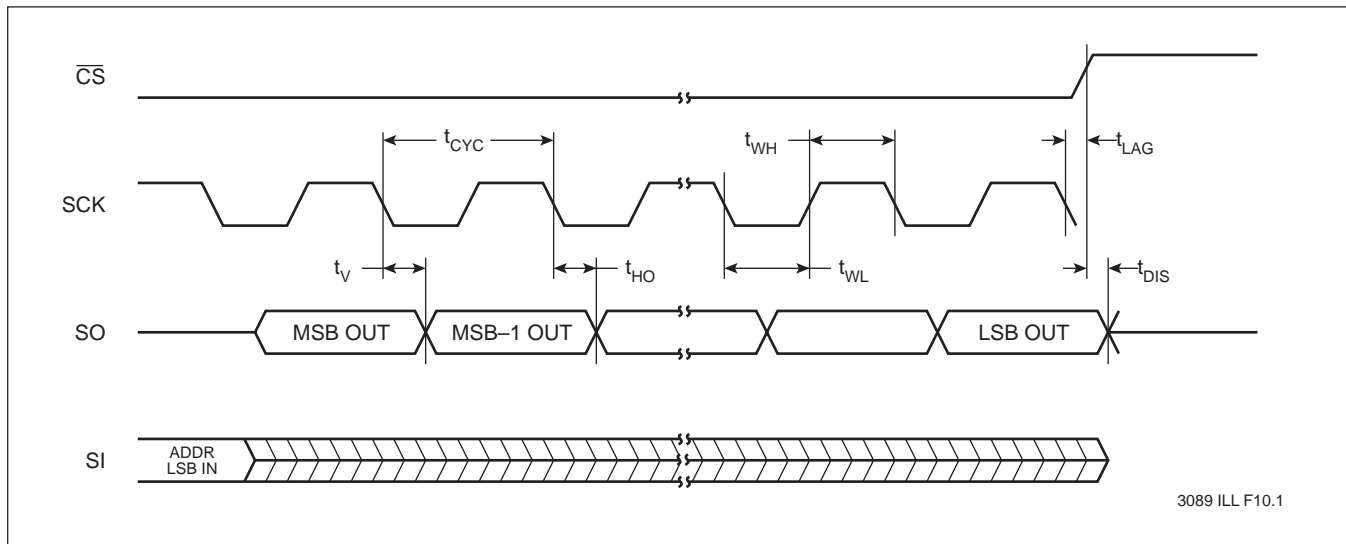 CS
tCYC
tWH
tLAG
SCK
tV
tHO
tWL
tDIS
SO
MSB OUT
MSB–1 OUT
LSB OUT
SI
ADDR
LSB IN
3089 ILL F10.1